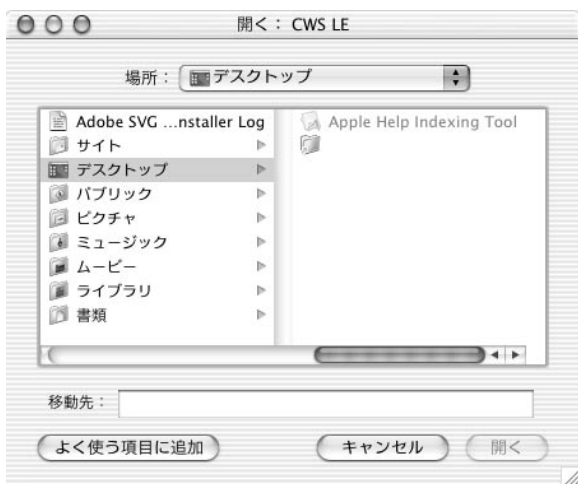 開く： CWS LE
場所： デスクトップ
Adobe SVG ...nstaller Log
サイト
デスクトップ
パブリック
ピクチャ
ミュージック
ムービー
ライブラリ
書類
Apple Help Indexing Tool
移動先：
よく使う項目に追加
キャンセル
開く